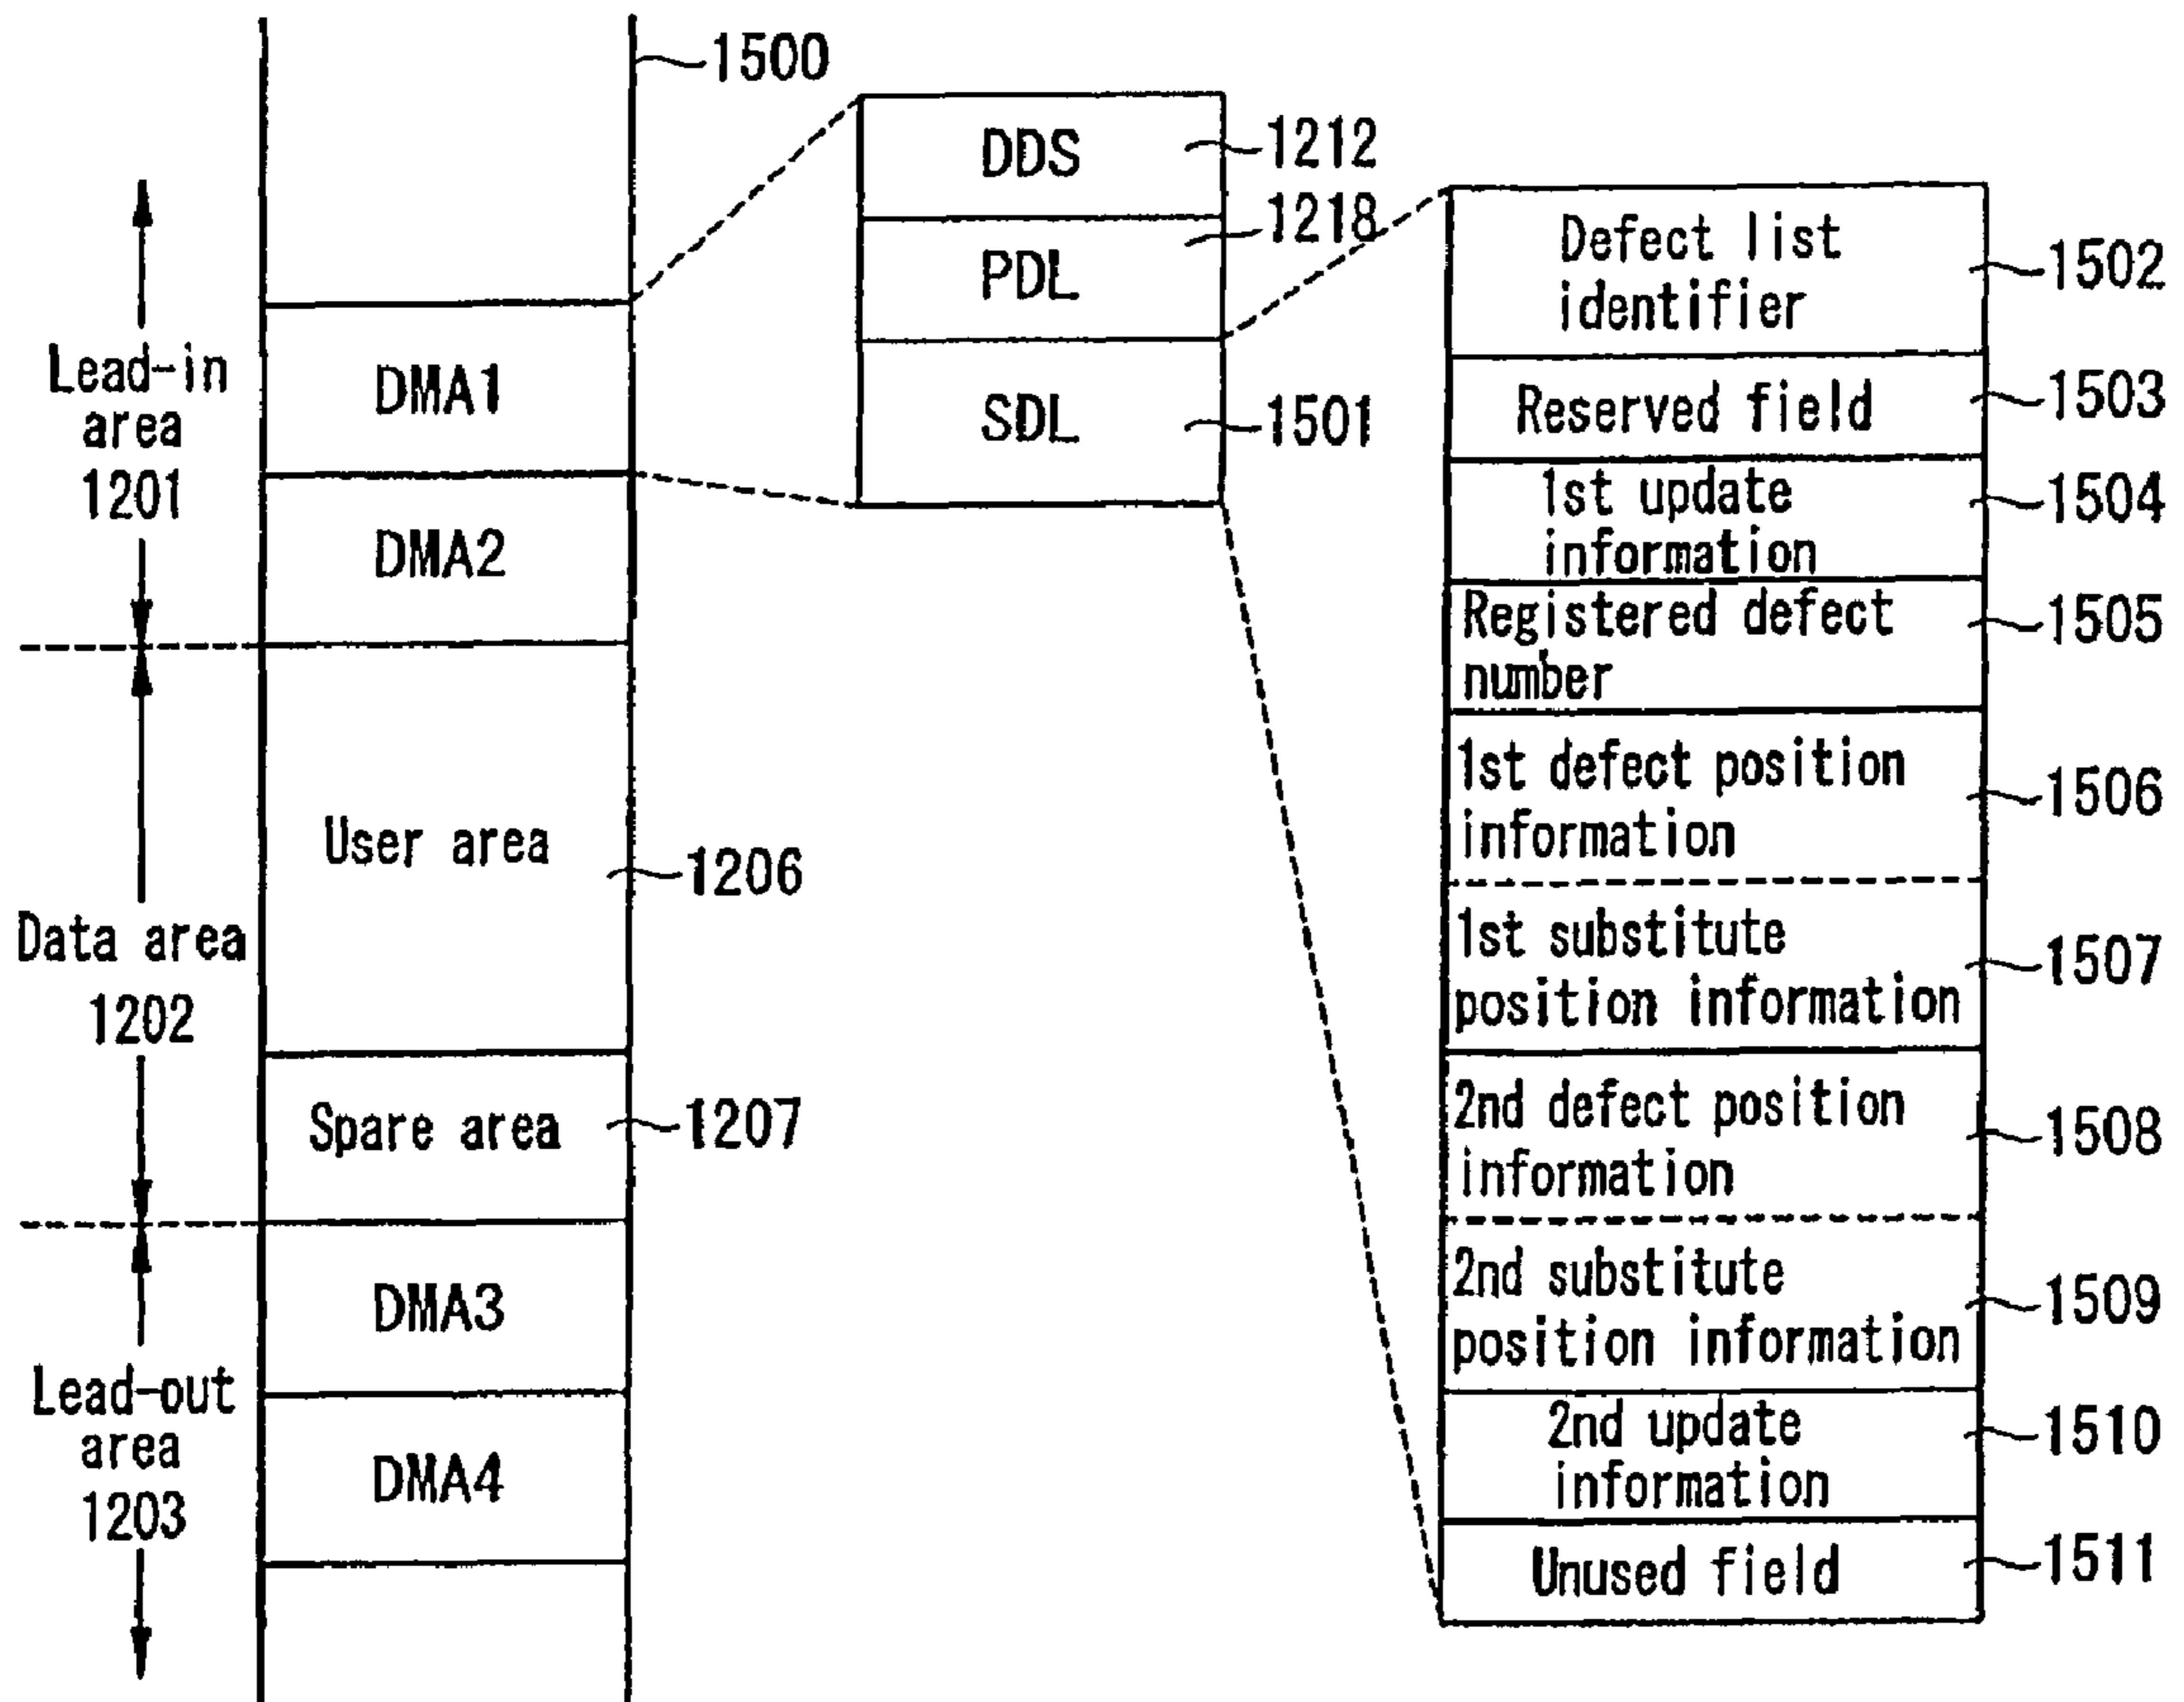 1500
Lead-in
area
1201
DMA1
DMA2
Data area
1202
User area
1206
Spare area
1207
Lead-out
area
1203
DMA3
DMA4
DDS
1212
PDL
1218
SDL
1501
Defect list
identifier
1502
Reserved field
1503
1st update
information
1504
Registered defect
number
1505
1st defect position
information
1506
1st substitute
position information
1507
2nd defect position
information
1508
2nd substitute
position information
1509
2nd update
information
1510
Unused field
1511